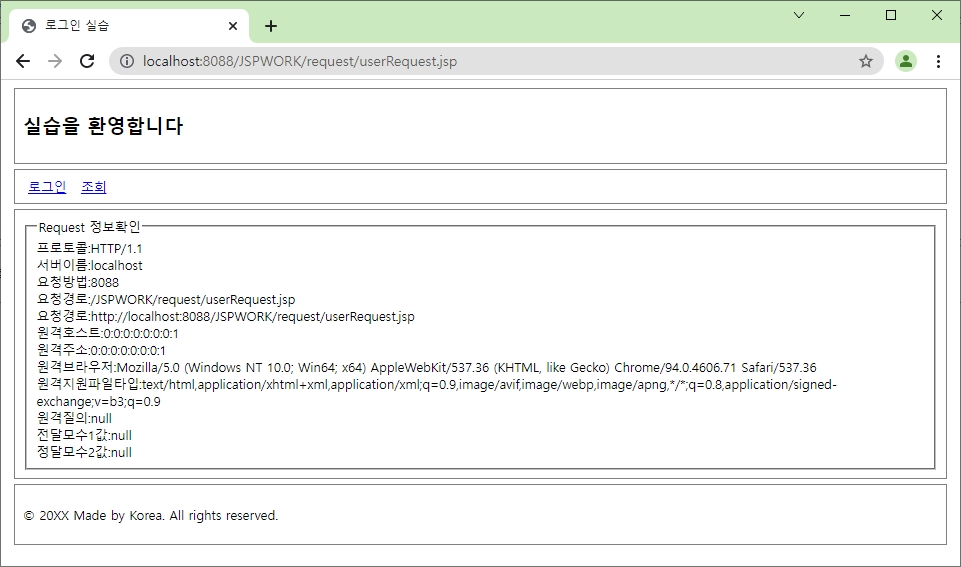 로그인 실습
localhost:8088/JSPWORK/request/userRequest.jsp
실습을 환영합니다
로그인 조회
Request 정보확인
프로토콜:HTTP/1.1
서버이름:localhost
요청방법:8088
요청경로:/JSPWORK/request/userRequest.jsp
요청경로:http://localhost:8088/JSPWORK/request/userRequest.jsp
원격호스트:0:0:0:0:0:0:0:1
원격주소:0:0:0:0:0:0:0:1
원격브라우저:Mozilla/5.0 (Windows NT 10.0; Win64; x64) AppleWebKit/537.36 (KHTML, like Gecko) Chrome/94.0.4606.71 Safari/537.36
원격지원파일타입:text/html,application/xhtml+xml,application/xml;q=0.9,image/avif,image/webp,image/apng,*/*;q=0.8,application/signed-
exchange;v=b3;q=0.9
원격질의:null
전달모수1값:null
정달모수2값:null
© 20XX Made by Korea. All rights reserved.